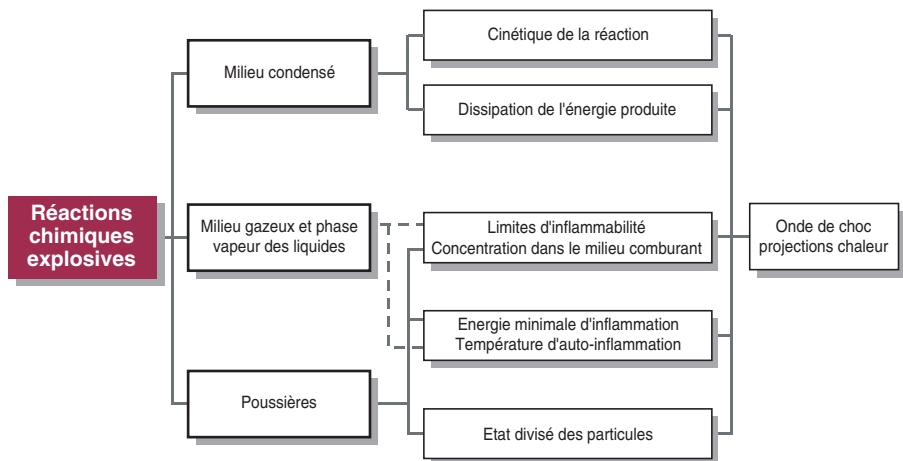 Réactions
chimiques
explosives
Milieu condensé
Milieu gazeux et phase
vapeur des liquides
Poussières
Cinétique de la réaction
Dissipation de l'énergie produite
Limites d'inflammabilité
Concentration dans le milieu comburant
Energie minimale d'inflammation
Température d'auto-inflammation
Etat divisé des particules
Onde de choc
projections chaleur